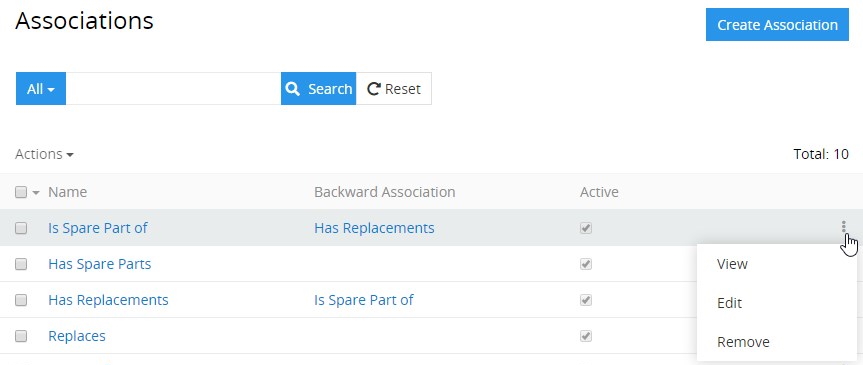 Associations
Create Association
All
Search
Reset
Actions
Total: 10
Name Backward Association Active
Is Spare Part of Has Replacements
Has Spare Parts
View
Has Replacements Is Spare Part of
Edit
Replaces
Remove